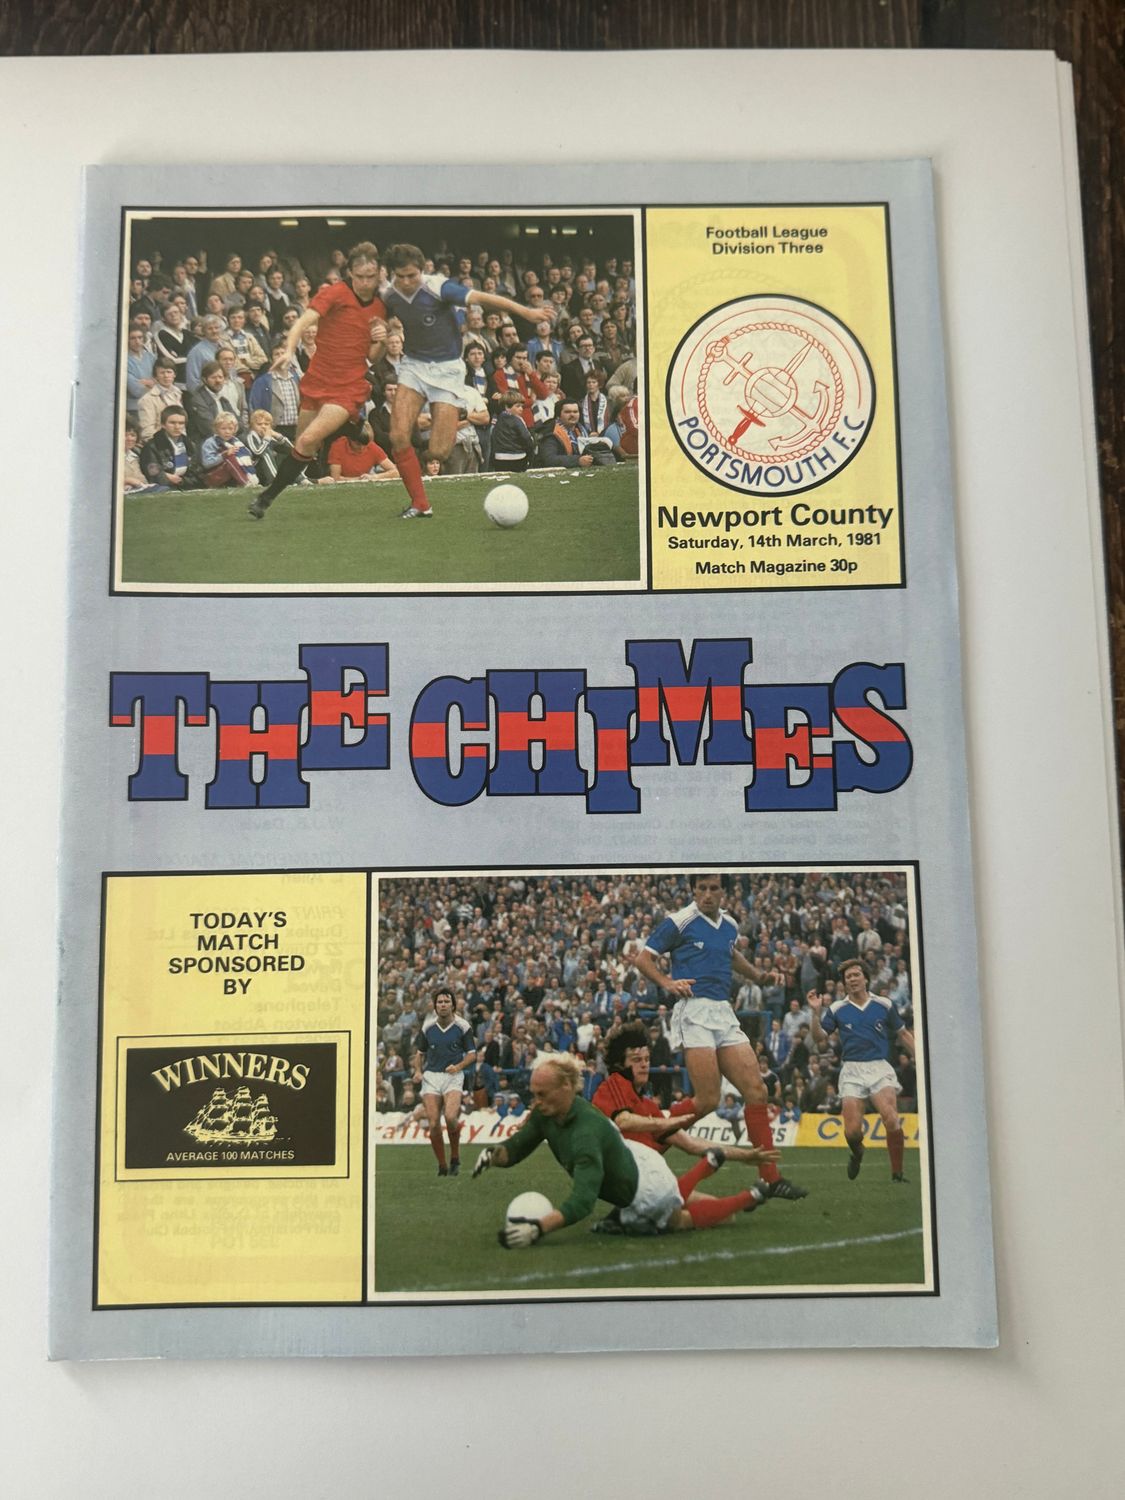 Football League
Division Three
PORTSMOUTH F.C
Newport County
Saturday, 14th March, 1981
Match Magazine 30p
THE CHIMES
TODAY'S
MATCH
SPONSORED
BY
WINNERS
AVERAGE 100 MATCHES